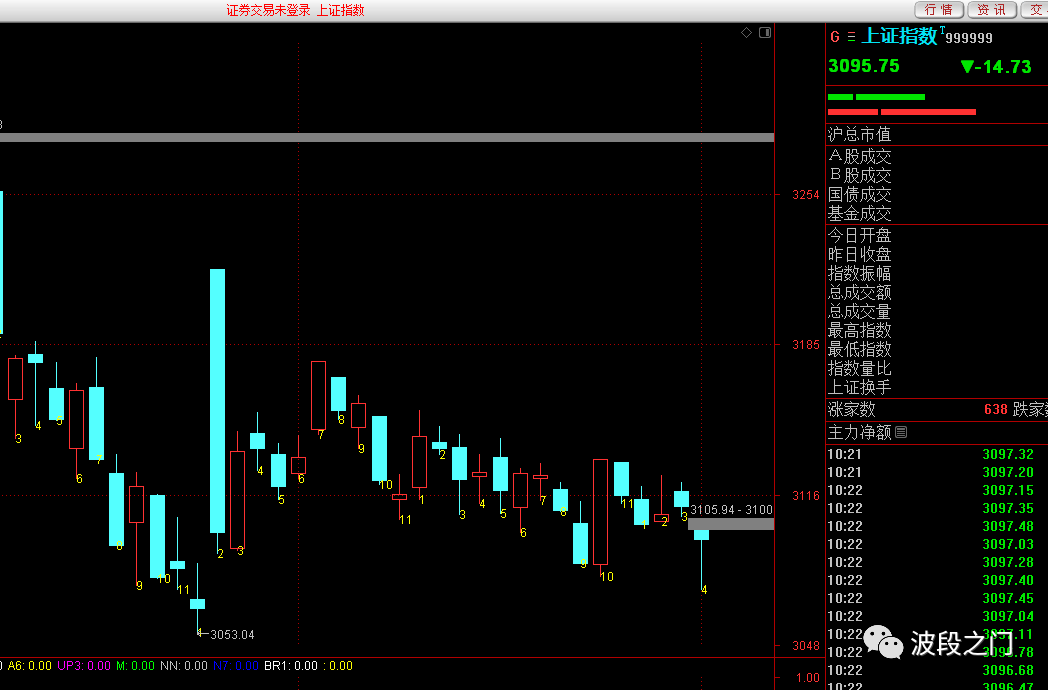 证券交易未登录 上证指数
行 情 资 讯 交
G 上证指数T999999
3095.75 ▼-14.73
沪总市值
A股成交
B股成交
国债成交
基金成交
今日开盘
昨日收盘
指数振幅
总成交额
总成交量
最高指数
最低指数
指数量比
上证换手
涨家数 638 跌家
主力净额
10:21 3097.32
10:21 3097.20
10:22 3097.15
10:22 3097.35
10:22 3097.48
10:22 3097.03
10:22 3097.28
10:22 3097.40
10:22 3097.45
10:22 3097.04
10:22
10:22
10:22 3096.68
10:22 3096.47
波段之门
3254
3185
3116
3048
1.00
3 4 5 6 7 8 9 10 11
3053.04
2 3 4 5 6 7 8 9 10 11
1 2 3 4 5 6 7 8 9 10 11
1 2 3 4
3105.94 - 3100
A6: 0.00 UP3: 0.00 M: 0.00 NN: 0.00 N7: 0.00 BR1: 0.00 : 0.00